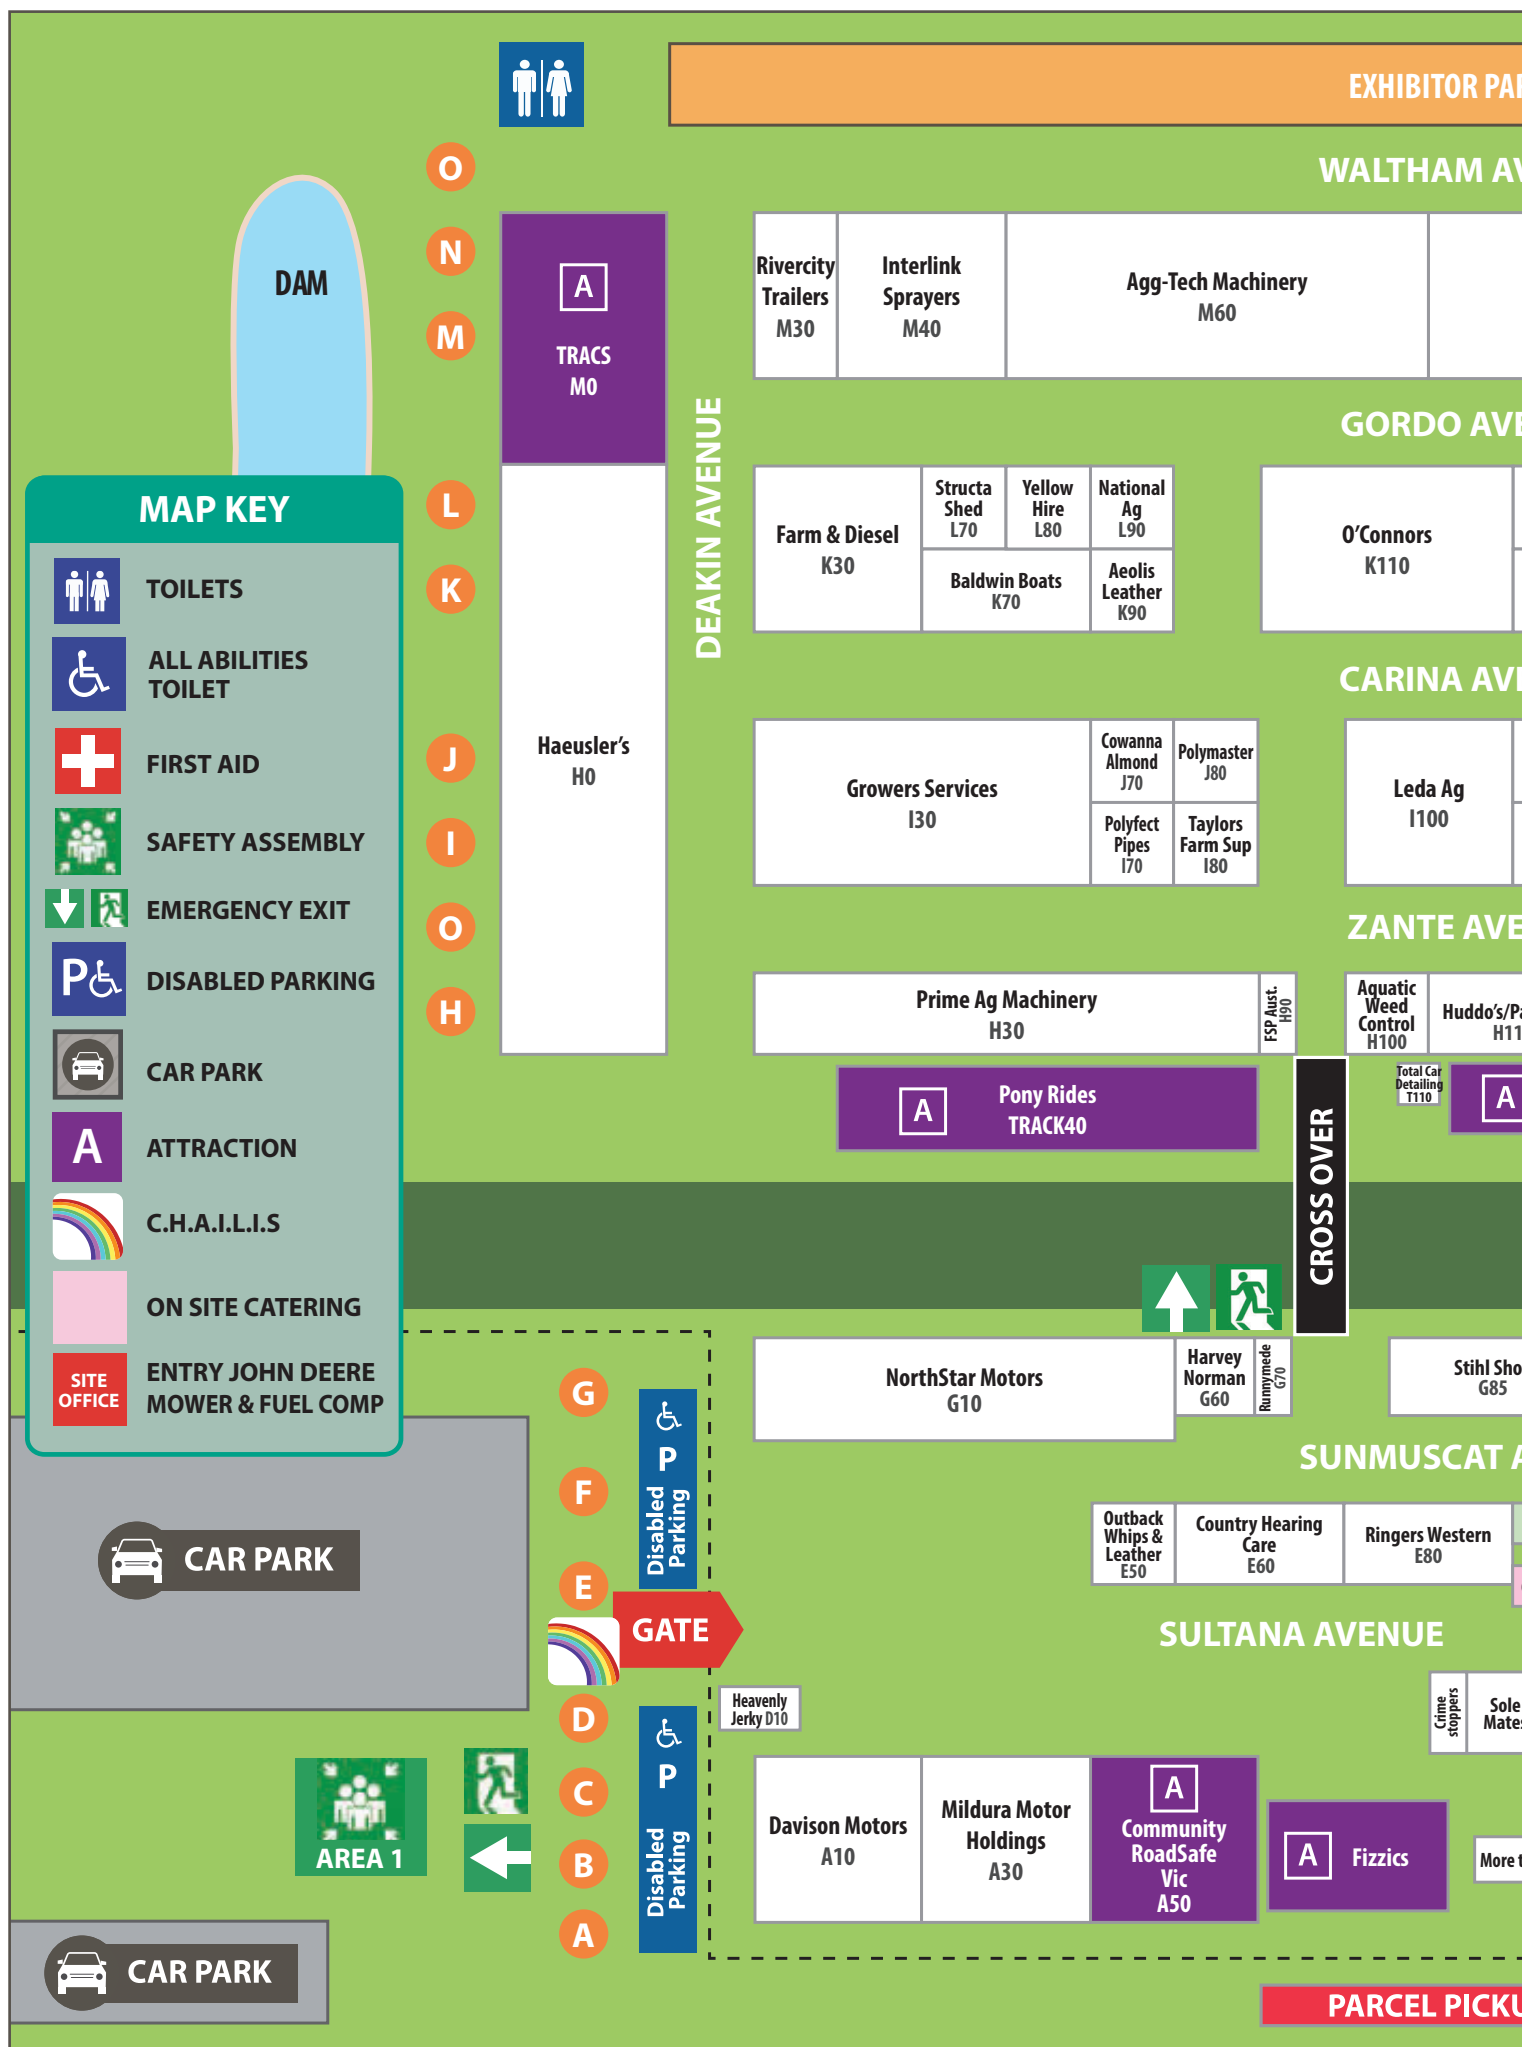 EXHIBITOR PAR
O
WALTHAM AV
N
M
DAM
A
TRACS
M0
Rivercity
Trailers
M30
Interlink
Sprayers
M40
Agg-Tech Machinery
M60
DEAKIN AVENUE
GORDO AVE
L
K
Farm & Diesel
K30
Structa
Shed
L70
Yellow
Hire
L80
National
Ag
L90
Baldwin Boats
K70
Aeolis
Leather
K90
O'Connors
K110
CARINA AVE
J
I
O
H
Haeusler's
H0
Growers Services
I30
Cowanna
Almond
J70
Polymaster
J80
Polyfect
Pipes
I70
Taylors
Farm Sup
I80
Leda Ag
I100
ZANTE AVE
Prime Ag Machinery
H30
FSP Aust.
H90
Aquatic
Weed
Control
H100
Huddo's/Pa
H11
A
Pony Rides
TRACK40
Total Car
Detailing
T110
A
CROSS OVER
MAP KEY
TOILETS
ALL ABILITIES
TOILET
FIRST AID
SAFETY ASSEMBLY
EMERGENCY EXIT
P
DISABLED PARKING
CAR PARK
A
ATTRACTION
C.H.A.I.L.I.S
ON SITE CATERING
SITE
OFFICE
ENTRY JOHN DEERE
MOWER & FUEL COMP
NorthStar Motors
G10
Harvey
Norman
G60
Runnymede
G70
Stihl Sho
G85
G
F
E
P
Disabled
Parking
SUNMUSCAT A
Outback
Whips &
Leather
E50
Country Hearing
Care
E60
Ringers Western
E80
CAR PARK
GATE
SULTANA AVENUE
D
C
B
A
P
Disabled
Parking
Heavenly
Jerky D10
Crime
stoppers
Sole
Mates
AREA 1
Davison Motors
A10
Mildura Motor
Holdings
A30
A
Community
RoadSafe
Vic
A50
A
Fizzics
More t
CAR PARK
PARCEL PICKU